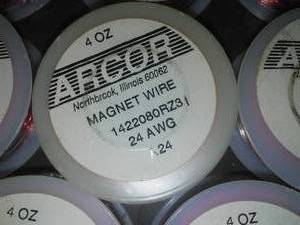 4 OZ
ARCOR
Northbrook, Illinois 60062
MAGNET WIRE
1422080RZ3
24 AWG
24
4 OZ
4 OZ